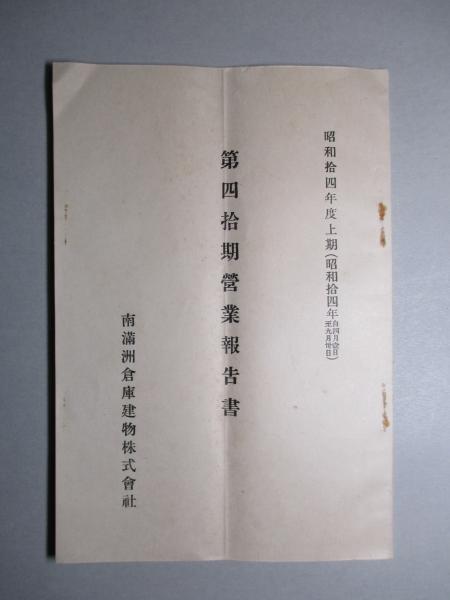 昭和拾四年度上期(昭和拾四年自四月壹日至九月卅日)
第四拾期營業報告書
南滿洲倉庫建物株式會社